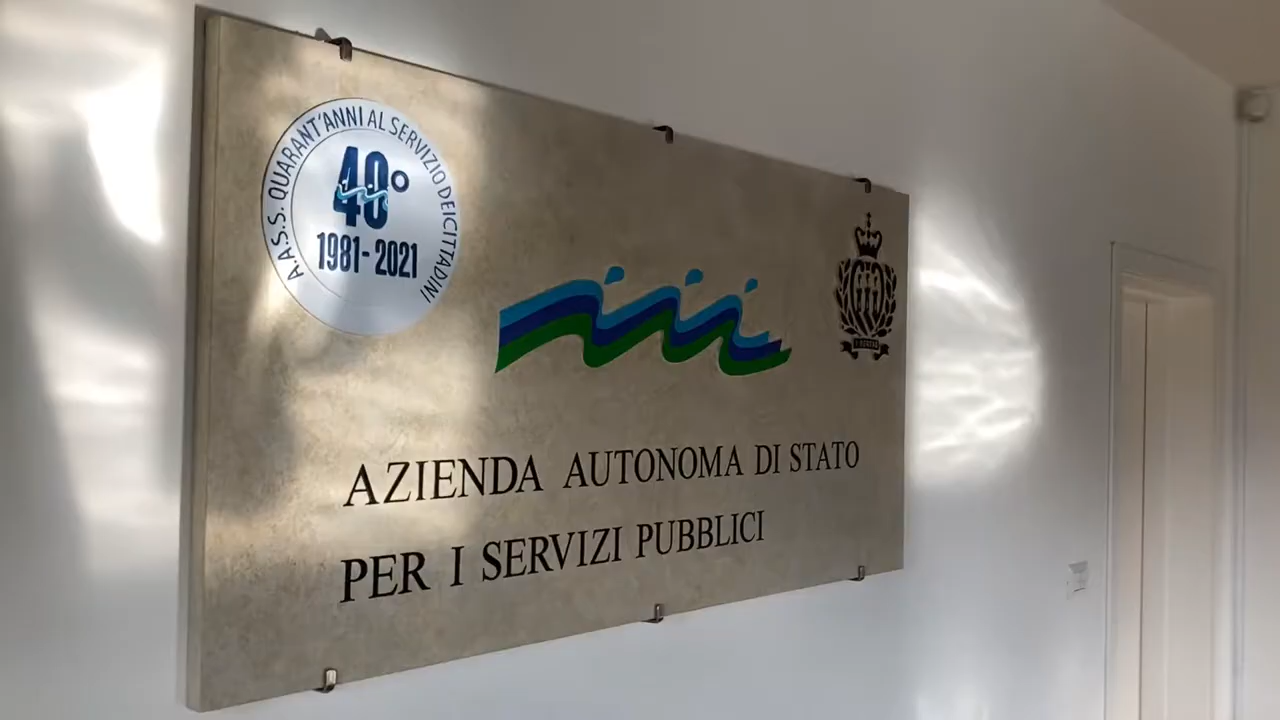 A.A.S.S. QUARANT'ANNI AL SERVIZIO DEI CITTADINI
40°
1981-2021
AZIENDA AUTONOMA DI STATO
PER I SERVIZI PUBBLICI